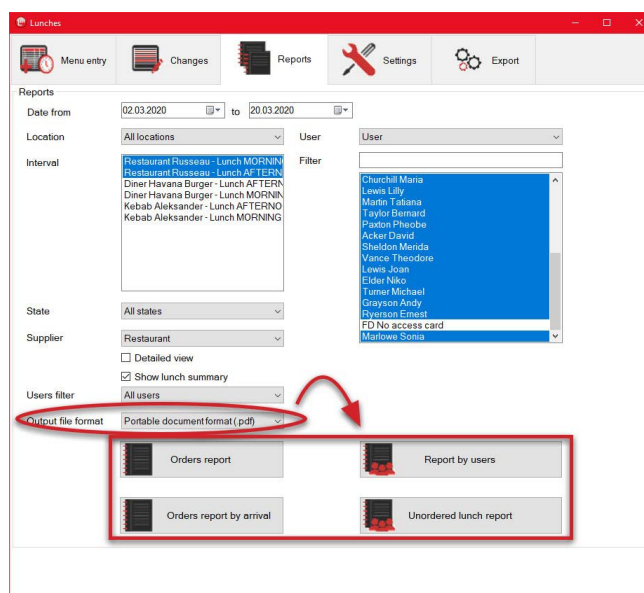 Lunches
Menu entry
Changes
Reports
Settings
Export
Reports
Date from 02.03.2020 to 20.03.2020
Location All locations User User
Interval Filter
Restaurant Russeau - Lunch MORNIN
Restaurant Russeau - Lunch AFTERN
Diner Havana Burger - Lunch AFTERN
Diner Havana Burger - Lunch MORNIN
Kebab Aleksander - Lunch AFTERNO
Kebab Aleksander - Lunch MORNING
Churchill Maria
Lewis Lilly
Martin Tatiana
Taylor Bernard
Paxton Pheobe
Acker David
Sheldon Merida
Vance Theodore
Lewis Joan
Elder Niko
Turner Michael
Grayson Andy
Ryerson Ernest
FD No access card
Marlowe Sonia
State All states
Supplier Restaurant
Detailed view
Show lunch summary
Users filter All users
Output file format Portable document format (.pdf)
Orders report
Report by users
Orders report by arrival
Unordered lunch report